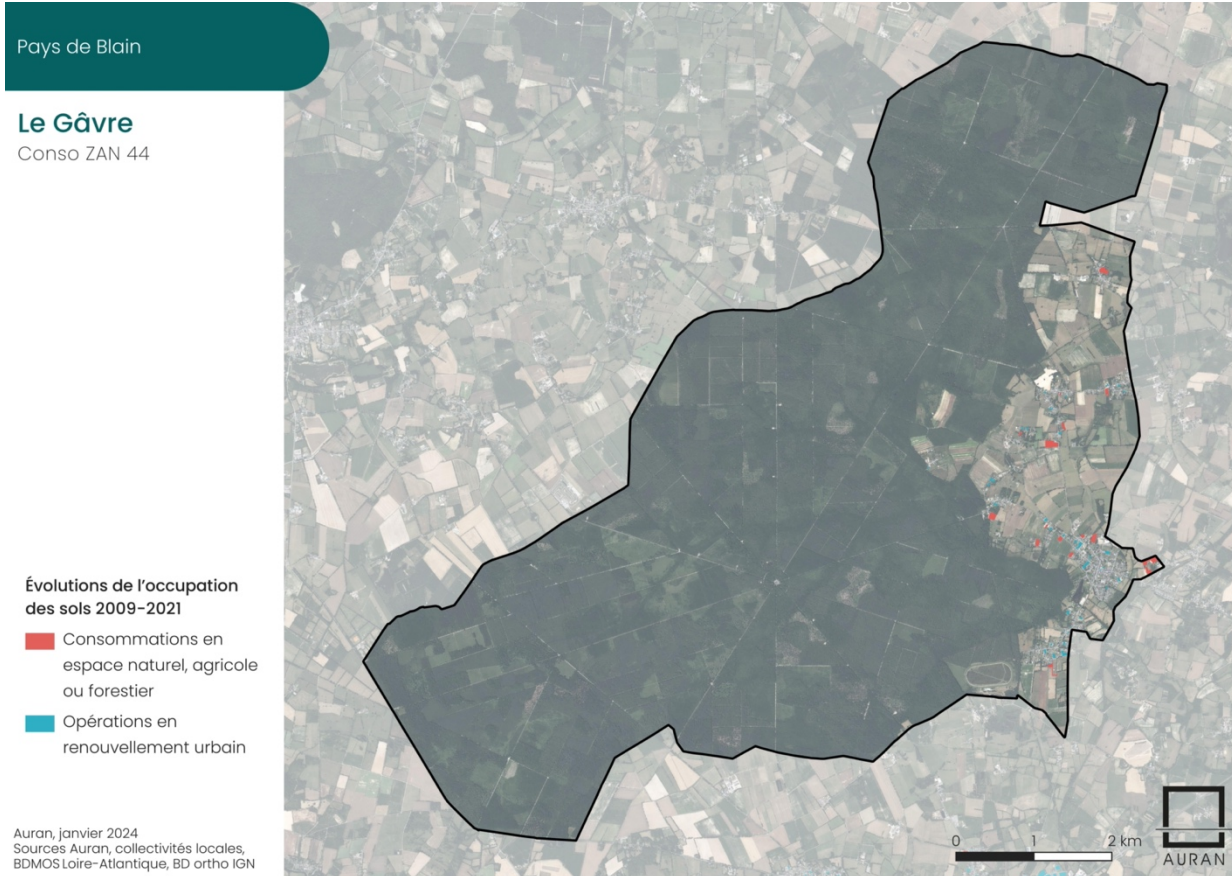 Pays de Blain
Le Gâvre
Conso ZAN 44
Évolutions de l'occupation
des sols 2009-2021
Consommations en
espace naturel, agricole
ou forestier
Opérations en
renouvellement urbain
Auran, janvier 2024
Sources Auran, collectivités locales,
BDMOS Loire-Atlantique, BD ortho IGN
0 1 2 km
AURAN